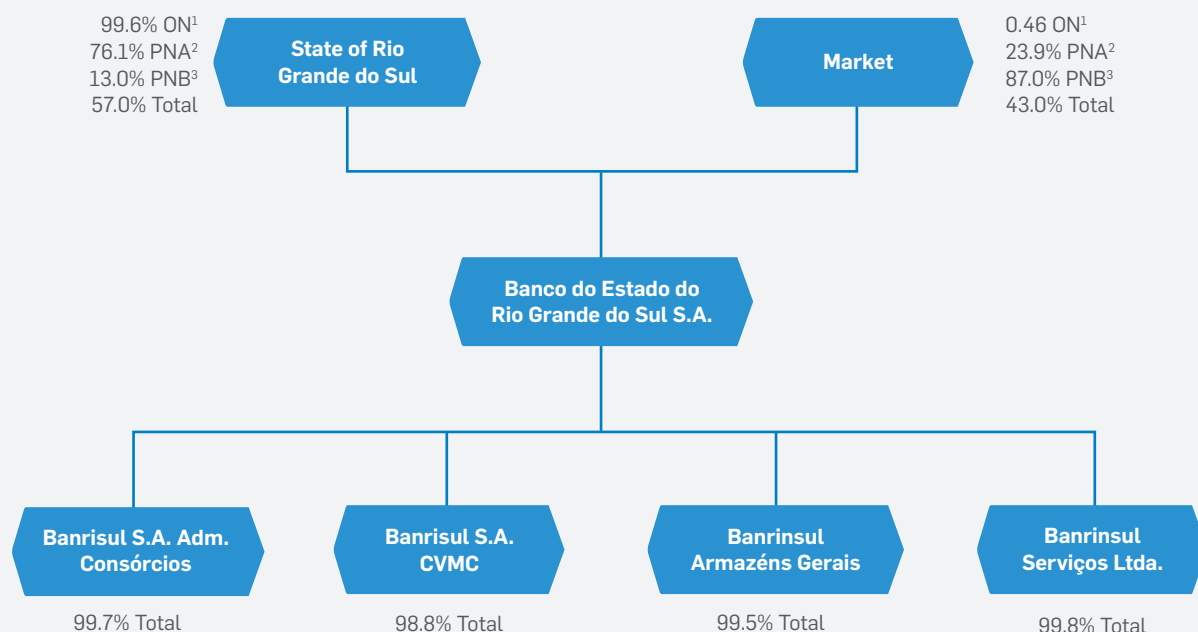 99.6% ON¹
76.1% PNA²
13.0% PNB³
57.0% Total
State of Rio
Grande do Sul
Market
0.46 ON¹
23.9% PNA²
87.0% PNB³
43.0% Total
Banco do Estado do
Rio Grande do Sul S.A.
Banrisul S.A. Adm.
Consórcios
99.7% Total
Banrisul S.A.
CVMC
98.8% Total
Banrinsul
Armazéns Gerais
99.5% Total
Banrinsul
Serviços Ltda.
99.8% Total